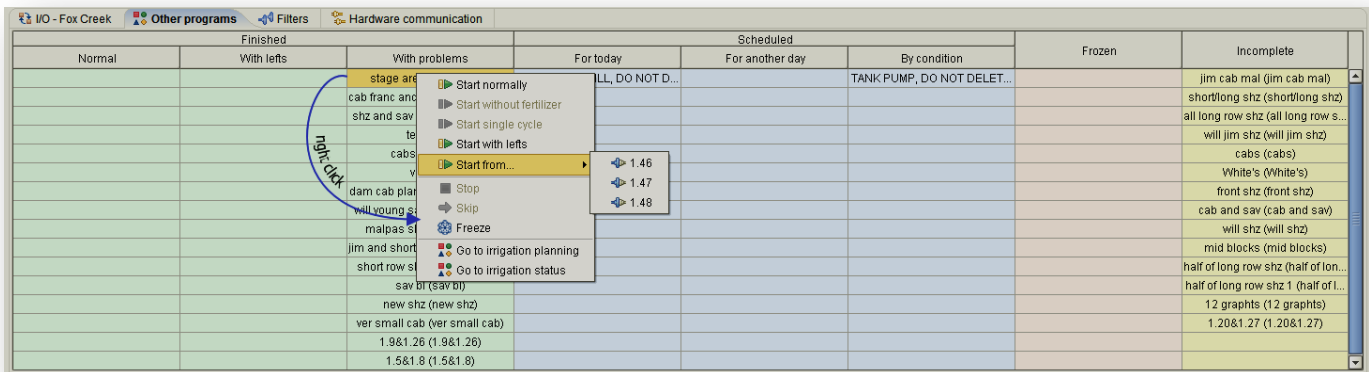 I/O - Fox Creek Other programs Filters Hardware communication
Finished Scheduled Frozen Incomplete
Normal With lefts With problems For today For another day By condition
stage are LL, DO NOT D... TANK PUMP, DO NOT DELET... jim cab mal (jim cab mal)
Start normally
cab franc short/long shz (short/long shz)
Start without fertilizer
shz and sav all long row shz (all long row s...
Start single cycle
te will jim shz (will jim shz)
Start with lefts
cabs cabs (cabs)
Start from... 1.46
v White's (White's)
1.47
dam cab plan front shz (front shz)
Stop
1.48
will young s cab and sav (cab and sav)
Skip
right click
malpas s will shz (will shz)
Freeze
jim and short mid blocks (mid blocks)
Go to irrigation planning
short row s half of long row shz (half of lon...
Go to irrigation status
sav bl (sav bl) half of long row shz 1 (half of l...
new shz (new shz) 12 graphts (12 graphts)
ver small cab (ver small cab) 1.20&1.27 (1.20&1.27)
1.9&1.26 (1.9&1.26)
1.5&1.8 (1.5&1.8)